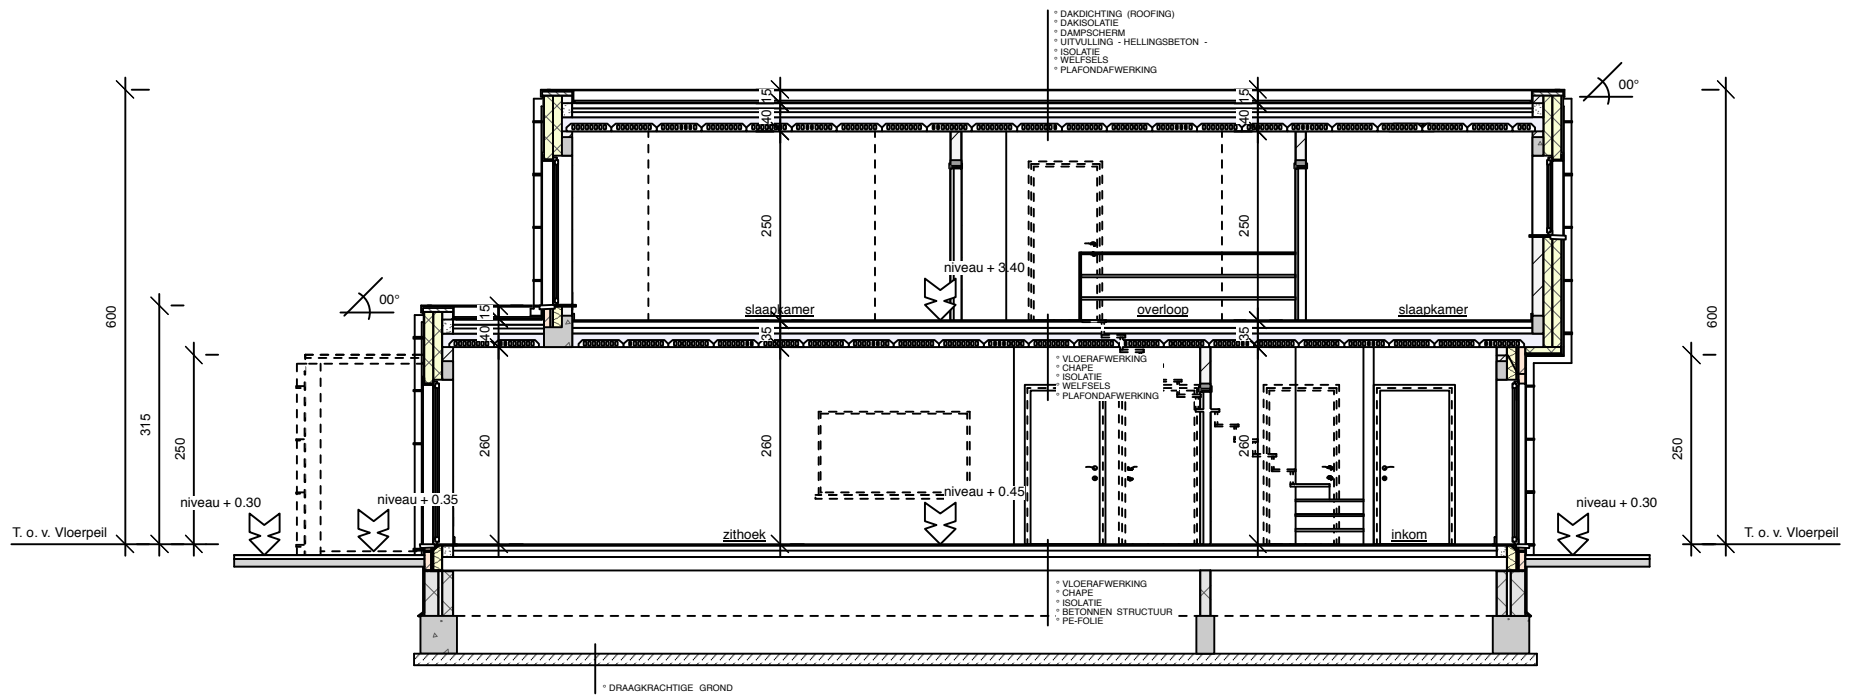 ° DAKDICHTING (ROOFING)
° DAKISOLATIE
° DAMPSCHERM
° UITVULLING - HELLINGSBETON -
° ISOLATIE
° WELFSELS
° PLAFONDAFWERKING
00°
15
15
40
40
600
250
250
niveau + 3.40
00°
slaapkamer
overloop
slaapkamer
15
40
35
35
600
° VLOERAFWERKING
° CHAPE
° ISOLATIE
° WELFSELS
° PLAFONDAFWERKING
315
250
260
260
260
250
niveau + 0.30
niveau + 0.35
niveau + 0.45
niveau + 0.30
T. o. v. Vloerpeil
zithoek
inkom
T. o. v. Vloerpeil
° VLOERAFWERKING
° CHAPE
° ISOLATIE
° BETONNEN STRUCTUUR
° PE-FOLIE
° DRAAGKRACHTIGE GROND